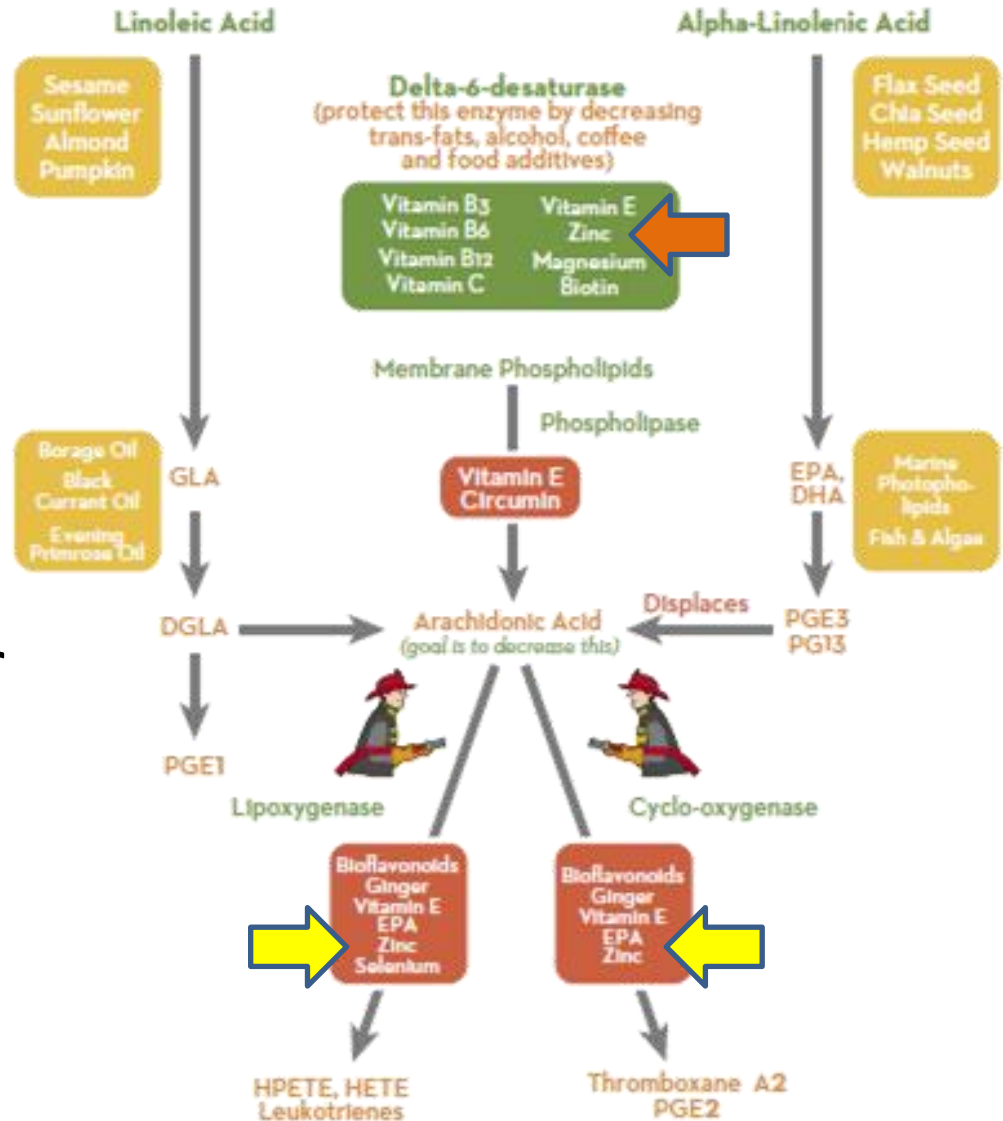 Linoleic Acid
Alpha-Linolenic Acid
Sesame
Sunflower
Almond
Pumpkin
Delta-6-desaturase
(protect this enzyme by decreasing
trans-fats, alcohol, coffee
and food additives)
Flax Seed
Chia Seed
Hemp Seed
Walnuts
Vitamin B3
Vitamin B6
Vitamin B12
Vitamin C
Vitamin E
Zinc
Magnesium
Biotin
Membrane Phospholipids
Phospholipase
Vitamin E
Circumin
Borage Oil
Black
Currant Oil
Evening
Primrose Oil
GLA
EPA,
DHA
Marine
Photopho-
lipids
Fish & Algae
DGLA
Arachidonic Acid
(goal is to decrease this)
Displaces
PGE3
PG13
PGE1
Lipoxygenase
Cyclo-oxygenase
Bioflavonoids
Ginger
Vitamin E
EPA
Zinc
Selenium
Bioflavonoids
Ginger
Vitamin E
EPA
Zinc
HPETE, HETE
Leukotrienes
Thromboxane A2
PGE2